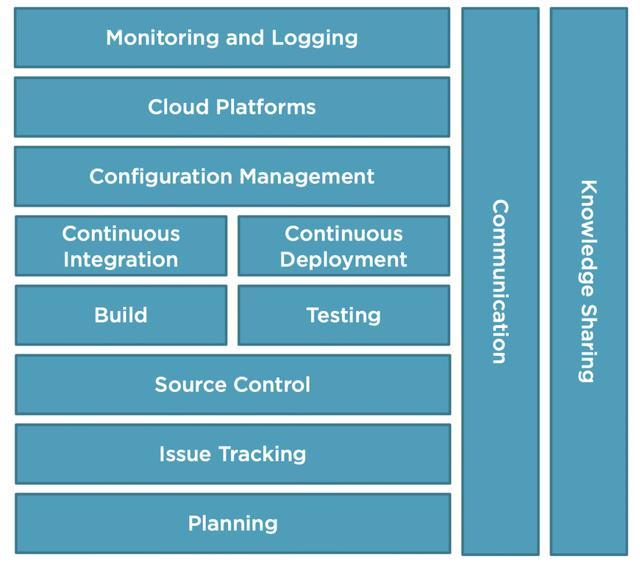 Monitoring and Logging
Cloud Platforms
Configuration Management
Continuous
Integration
Continuous
Deployment
Build
Testing
Source Control
Issue Tracking
Planning
Communication
Knowledge Sharing